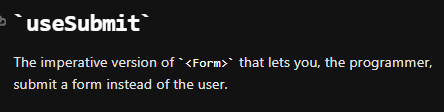 `useSubmit`
The imperative version of `<Form>` that lets you, the programmer,
submit a form instead of the user.